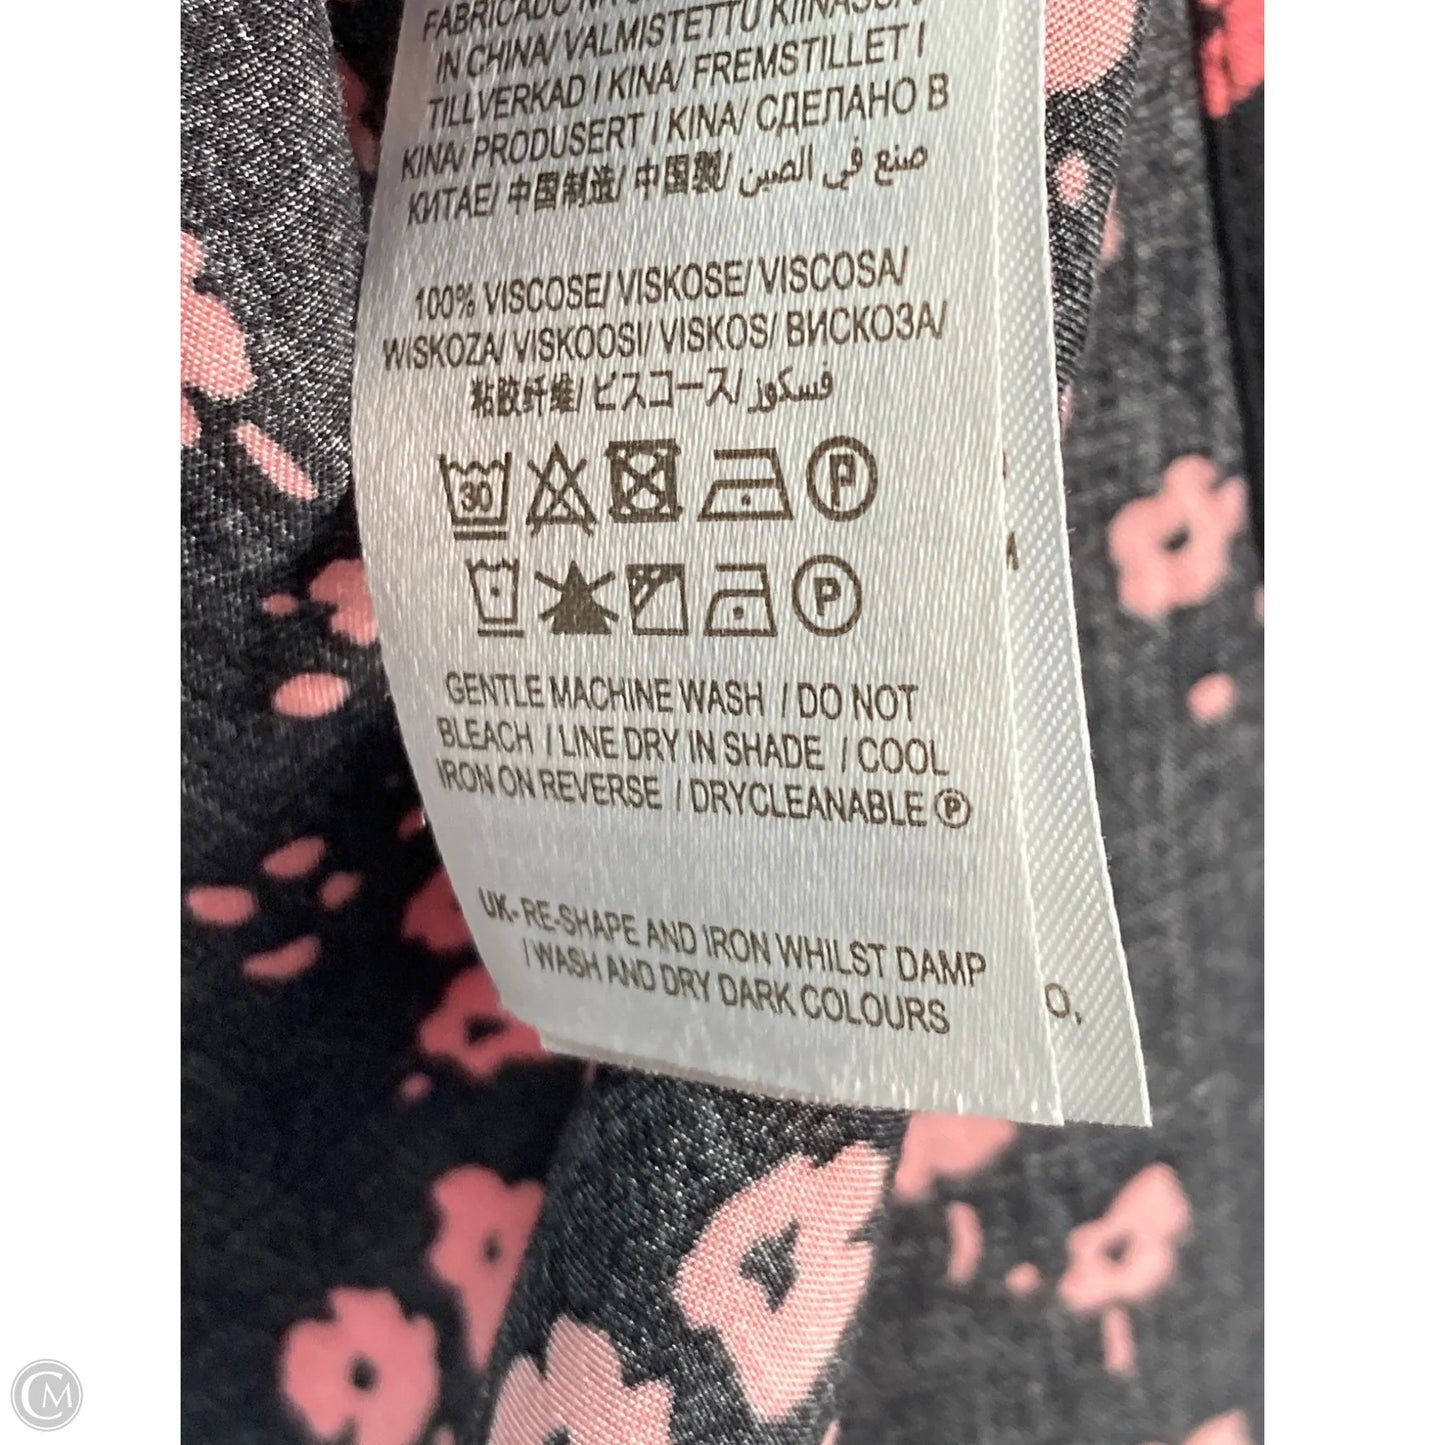 FABRICADO
IN CHINA/ VALMISTETTU KIINASSA/
TILLVERKAD I KINA/ FREMSTILLET I
KINA/ PRODUSERT I KINA/ СДЕЛАНО В
КИТАЕ/ 中国制造/ 中国製/ صنع في الصين
100% VISCOSE/ VISKOSE/ VISCOSA/
WISKOZA/ VISKOOSI/ VISKOS/ ВИСКОЗА/
粘胶纤维/ ビスコース/ فسكوز
30 P
P
GENTLE MACHINE WASH / DO NOT
BLEACH / LINE DRY IN SHADE / COOL
IRON ON REVERSE / DRYCLEANABLE Ⓟ
UK- RE-SHAPE AND IRON WHILST DAMP
/ WASH AND DRY DARK COLOURS
O,
CM